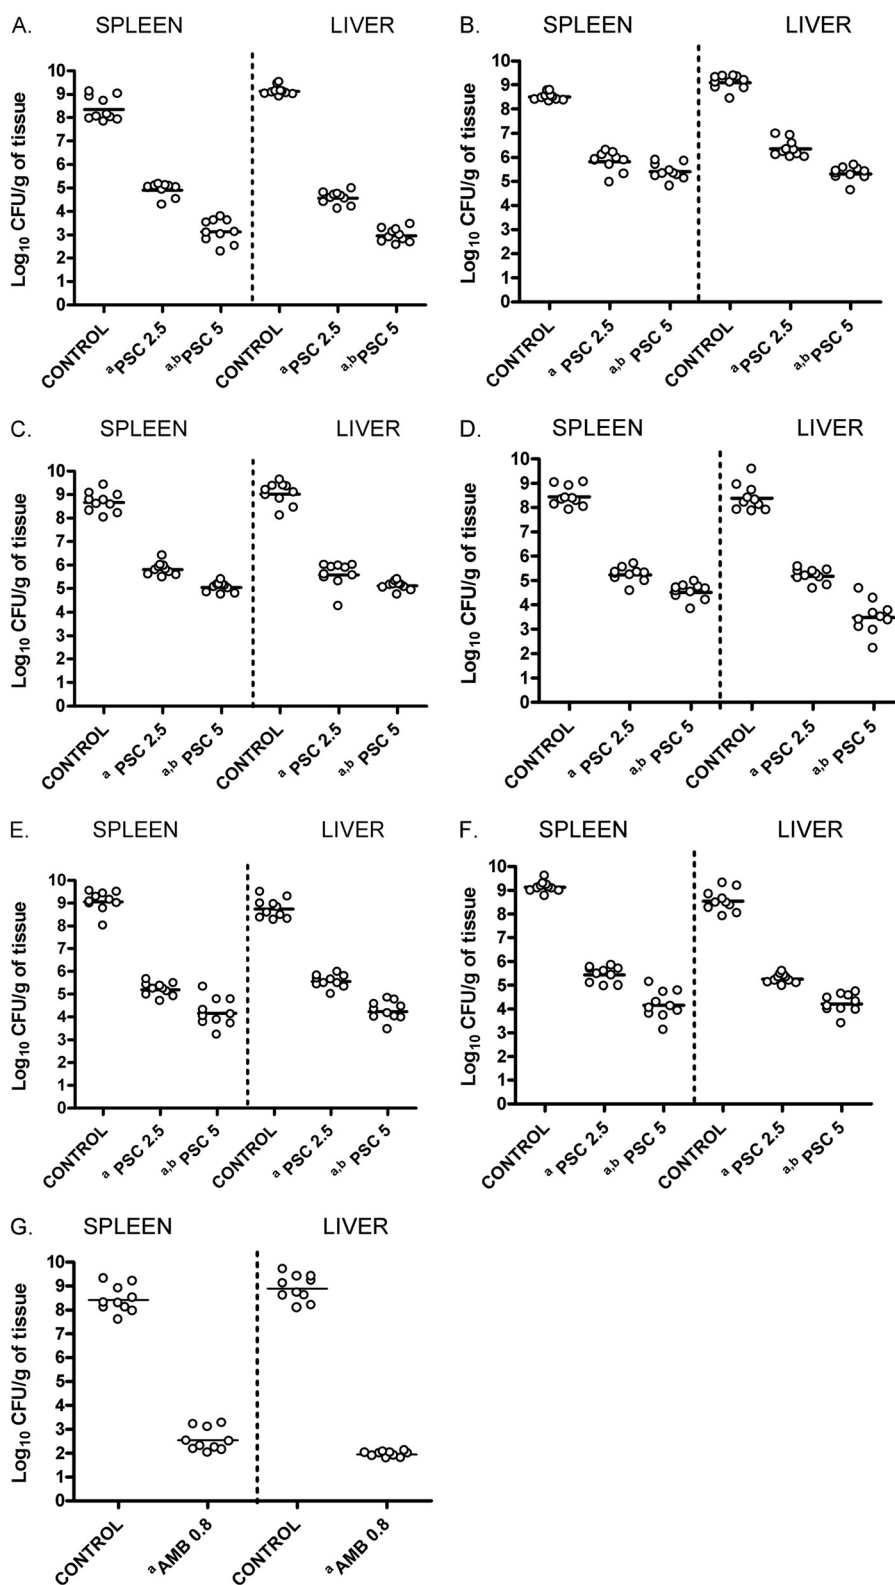 A. SPLEEN LIVER
Log10 CFU/g of tissue
10
9
8
7
6
5
4
3
2
1
0
CONTROL
aPSC 2.5
a,bPSC 5
CONTROL
aPSC 2.5
a,bPSC 5
B. SPLEEN LIVER
Log10 CFU/g of tissue
10
9
8
7
6
5
4
3
2
1
0
CONTROL
a PSC 2.5
a,b PSC 5
CONTROL
aPSC 2.5
a,bPSC 5
C. SPLEEN LIVER
Log10 CFU/g of tissue
10
9
8
7
6
5
4
3
2
1
0
CONTROL
a PSC 2.5
a,b PSC 5
CONTROL
a PSC 2.5
a,b PSC 5
D. SPLEEN LIVER
Log10 CFU/g of tissue
10
9
8
7
6
5
4
3
2
1
0
CONTROL
a PSC 2.5
a,b PSC 5
CONTROL
a PSC 2.5
a,b PSC 5
E. SPLEEN LIVER
Log10 CFU/g of tissue
10
9
8
7
6
5
4
3
2
1
0
CONTROL
a PSC 2.5
a,b PSC 5
CONTROL
a PSC 2.5
a,b PSC 5
F. SPLEEN LIVER
Log10 CFU/g of tissue
10
9
8
7
6
5
4
3
2
1
0
CONTROL
a PSC 2.5
a,b PSC 5
CONTROL
a PSC 2.5
a,b PSC 5
G. SPLEEN LIVER
Log10 CFU/g of tissue
10
9
8
7
6
5
4
3
2
1
0
CONTROL
aAMB 0.8
CONTROL
aAMB 0.8